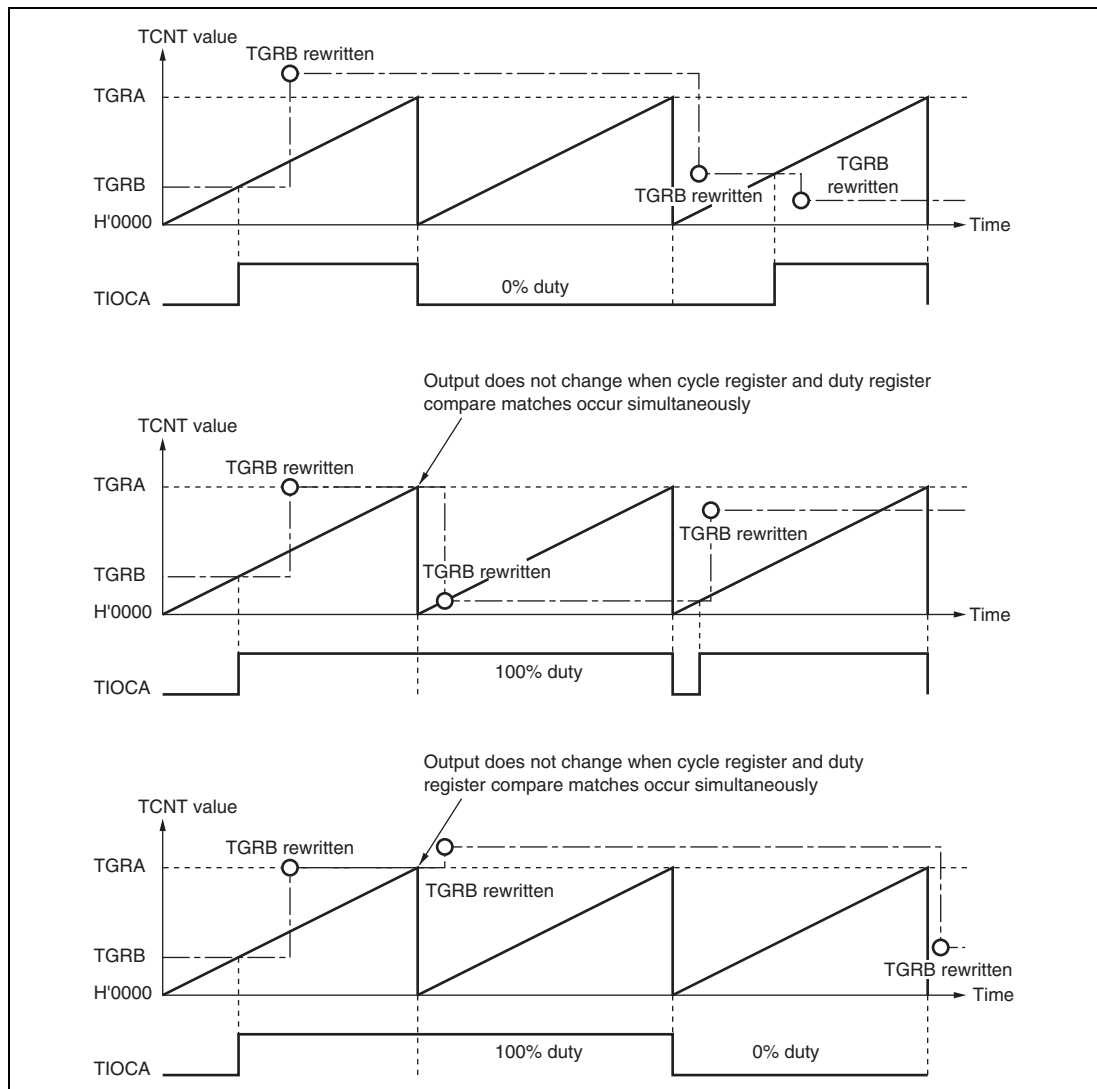 TCNT value
TGRB rewritten
TGRA
TGRB
TGRB rewritten
TGRB
rewritten
H'0000
Time
TIOCA
0% duty
Output does not change when cycle register and duty register
compare matches occur simultaneously
TCNT value
TGRB rewritten
TGRA
TGRB rewritten
TGRB
TGRB rewritten
H'0000
Time
TIOCA
100% duty
Output does not change when cycle register and duty
register compare matches occur simultaneously
TCNT value
TGRB rewritten
TGRA
TGRB rewritten
TGRB
TGRB rewritten
H'0000
Time
TIOCA
100% duty
0% duty